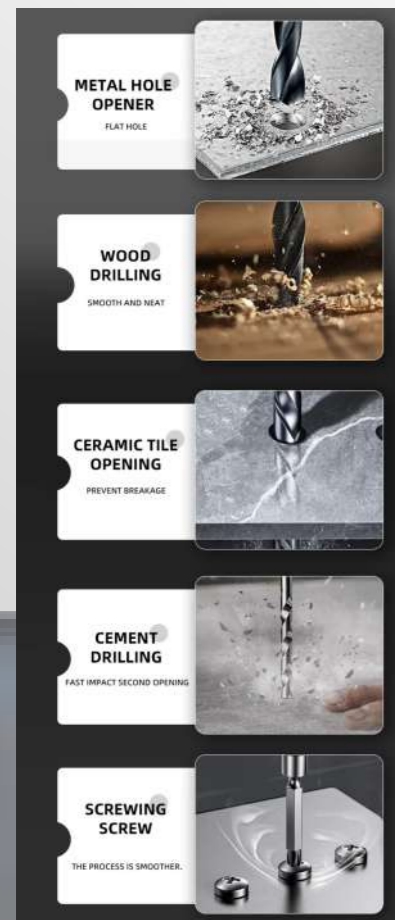 METAL HOLE
OPENER
FLAT HOLE
WOOD
DRILLING
SMOOTH AND NEAT
CERAMIC TILE
OPENING
PREVENT BREAKAGE
CEMENT
DRILLING
FAST IMPACT SECOND OPENING
SCREWING
SCREW
THE PROCESS IS SMOOTHER.